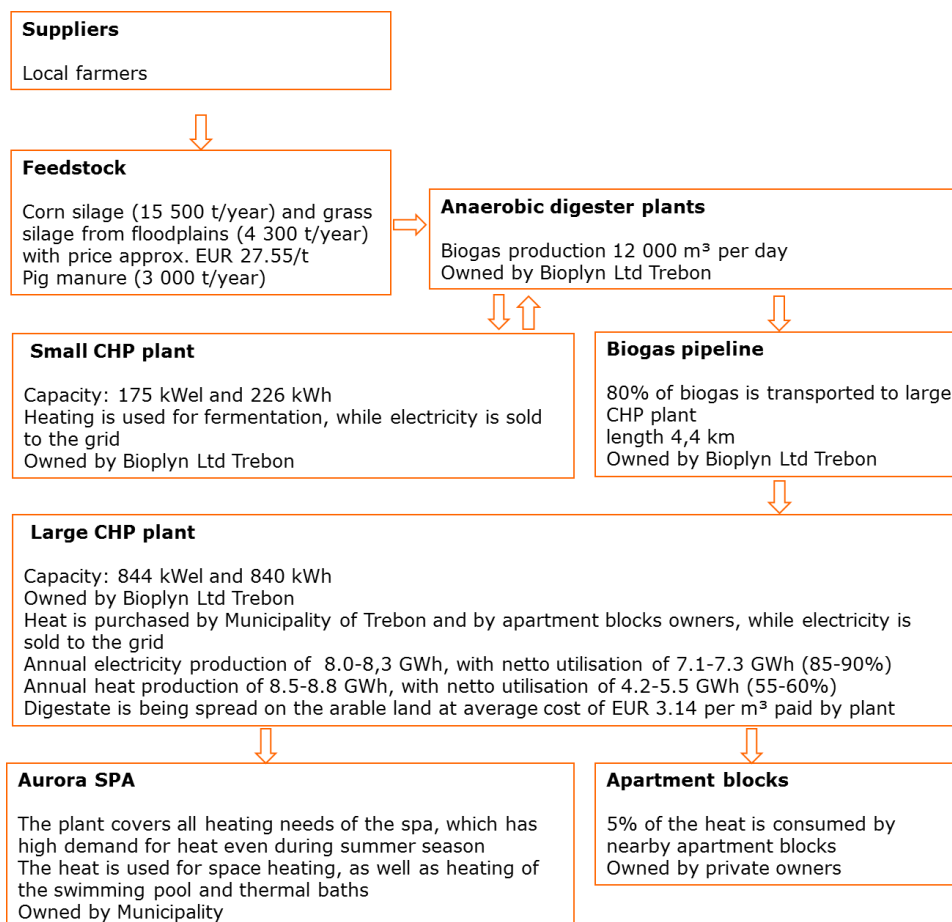 Suppliers
Local farmers
Feedstock
Corn silage (15 500 t/year) and grass
silage from floodplains (4 300 t/year)
with price approx. EUR 27.55/t
Pig manure (3 000 t/year)
Anaerobic digester plants
Biogas production 12 000 m³ per day
Owned by Bioplyn Ltd Trebon
Small CHP plant
Capacity: 175 kWel and 226 kWh
Heating is used for fermentation, while electricity is sold
to the grid
Owned by Bioplyn Ltd Trebon
Biogas pipeline
80% of biogas is transported to large
CHP plant
length 4,4 km
Owned by Bioplyn Ltd Trebon
Large CHP plant
Capacity: 844 kWel and 840 kWh
Owned by Bioplyn Ltd Trebon
Heat is purchased by Municipality of Trebon and by apartment blocks owners, while electricity is
sold to the grid
Annual electricity production of 8.0-8,3 GWh, with netto utilisation of 7.1-7.3 GWh (85-90%)
Annual heat production of 8.5-8.8 GWh, with netto utilisation of 4.2-5.5 GWh (55-60%)
Digestate is being spread on the arable land at average cost of EUR 3.14 per m³ paid by plant
Aurora SPA
The plant covers all heating needs of the spa, which has
high demand for heat even during summer season
The heat is used for space heating, as well as heating of
the swimming pool and thermal baths
Owned by Municipality
Apartment blocks
5% of the heat is consumed by
nearby apartment blocks
Owned by private owners